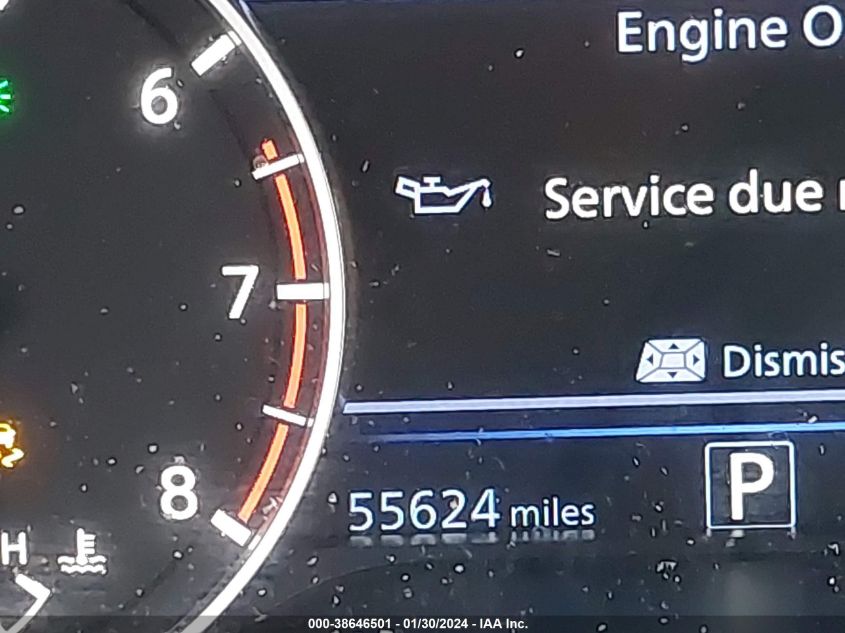 Engine O
6
Service due
7
Dismis
8
55624 miles
P
H
000-38646501 - 01/30/2024 - IAA Inc.